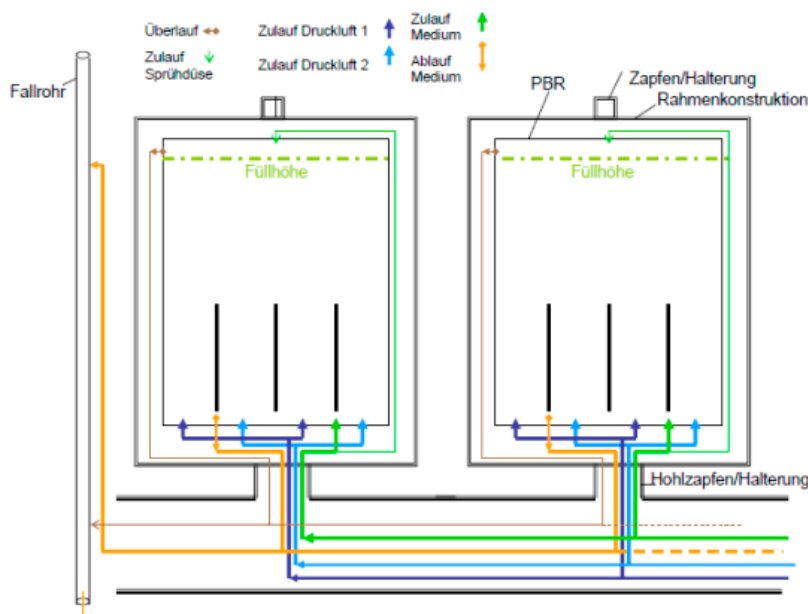 Überlauf
Zulauf
Sprühdüse
Zulauf Druckluft 1
Zulauf Druckluft 2
Zulauf
Medium
Ablauf
Medium
Fallrohr
PBR
Zapfen/Halterung
Rahmenkonstruktion
Füllhöhe
Füllhöhe
Hohlzapfen/Halterung